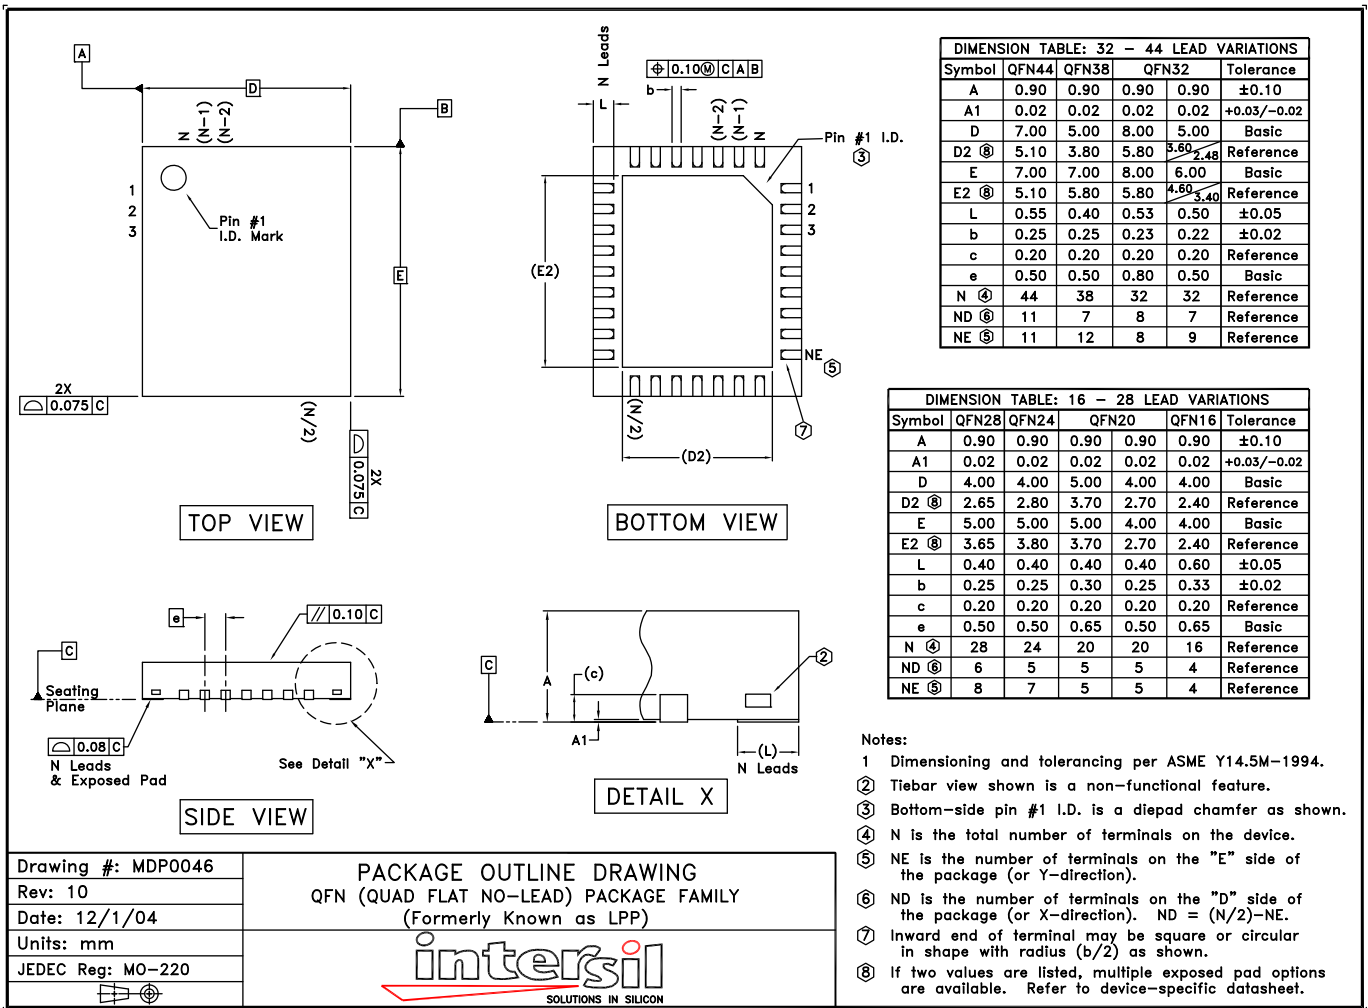 A
D
B
N
(N-1)
(N-2)
1
2
3
Pin #1
I.D. Mark
E
2X
⌓ 0.075 C
(N/2)
2X
⌓ 0.075 C
TOP VIEW
N Leads
L
⌖ 0.10Ⓜ C A B
b
(N-2)
(N-1)
N
Pin #1 I.D.
3
1
2
3
(E2)
NE
5
7
(N/2)
(D2)
BOTTOM VIEW
e
// 0.10 C
C
Seating
Plane
⌓ 0.08 C
N Leads
& Exposed Pad
See Detail "X"
SIDE VIEW
C
A
(c)
2
A1
(L)
N Leads
DETAIL X
DIMENSION TABLE: 32 – 44 LEAD VARIATIONS
Symbol QFN44 QFN38 QFN32 Tolerance
A 0.90 0.90 0.90 0.90 ±0.10
A1 0.02 0.02 0.02 0.02 +0.03/−0.02
D 7.00 5.00 8.00 5.00 Basic
D2 8 5.10 3.80 5.80 3.60/2.48 Reference
E 7.00 7.00 8.00 6.00 Basic
E2 8 5.10 5.80 5.80 4.60/3.40 Reference
L 0.55 0.40 0.53 0.50 ±0.05
b 0.25 0.25 0.23 0.22 ±0.02
c 0.20 0.20 0.20 0.20 Reference
e 0.50 0.50 0.80 0.50 Basic
N 4 44 38 32 32 Reference
ND 6 11 7 8 7 Reference
NE 5 11 12 8 9 Reference
DIMENSION TABLE: 16 – 28 LEAD VARIATIONS
Symbol QFN28 QFN24 QFN20 QFN16 Tolerance
A 0.90 0.90 0.90 0.90 0.90 ±0.10
A1 0.02 0.02 0.02 0.02 0.02 +0.03/−0.02
D 4.00 4.00 5.00 4.00 4.00 Basic
D2 8 2.65 2.80 3.70 2.70 2.40 Reference
E 5.00 5.00 5.00 4.00 4.00 Basic
E2 8 3.65 3.80 3.70 2.70 2.40 Reference
L 0.40 0.40 0.40 0.40 0.60 ±0.05
b 0.25 0.25 0.30 0.25 0.33 ±0.02
c 0.20 0.20 0.20 0.20 0.20 Reference
e 0.50 0.50 0.65 0.50 0.65 Basic
N 4 28 24 20 20 16 Reference
ND 6 6 5 5 5 4 Reference
NE 5 8 7 5 5 4 Reference
Notes:
1 Dimensioning and tolerancing per ASME Y14.5M−1994.
2 Tiebar view shown is a non−functional feature.
3 Bottom−side pin #1 I.D. is a diepad chamfer as shown.
4 N is the total number of terminals on the device.
5 NE is the number of terminals on the "E" side of
the package (or Y−direction).
6 ND is the number of terminals on the "D" side of
the package (or X−direction). ND = (N/2)−NE.
7 Inward end of terminal may be square or circular
in shape with radius (b/2) as shown.
8 If two values are listed, multiple exposed pad options
are available. Refer to device−specific datasheet.
Drawing #: MDP0046
Rev: 10
Date: 12/1/04
Units: mm
JEDEC Reg: MO−220
PACKAGE OUTLINE DRAWING
QFN (QUAD FLAT NO−LEAD) PACKAGE FAMILY
(Formerly Known as LPP)
intersil
SOLUTIONS IN SILICON